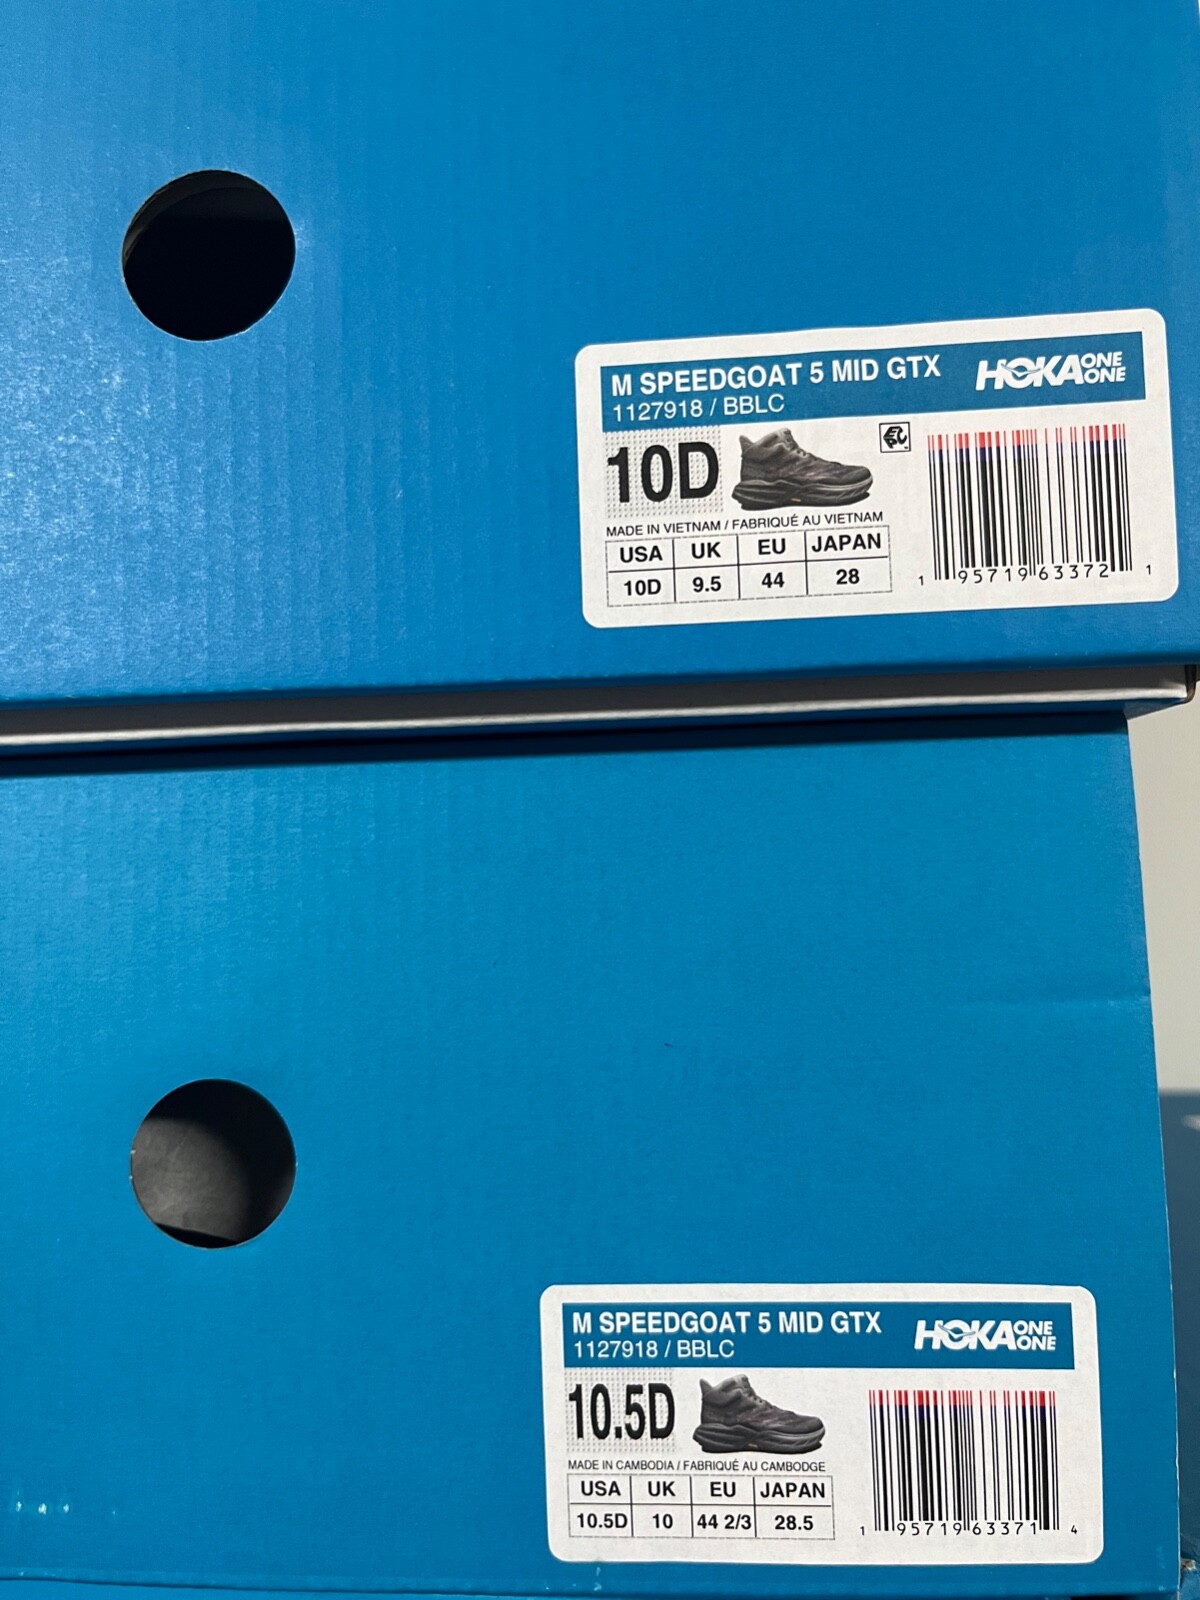 M SPEEDGOAT 5 MID GTX HOKA ONE ONE
1127918 / BBLC
10D
MADE IN VIETNAM / FABRIQUÉ AU VIETNAM
USA UK EU JAPAN
10D 9.5 44 28
1 95719 63372 1
M SPEEDGOAT 5 MID GTX HOKA ONE ONE
1127918 / BBLC
10.5D
MADE IN CAMBODIA / FABRIQUÉ AU CAMBODGE
USA UK EU JAPAN
10.5D 10 44 2/3 28.5
1 95719 63371 4